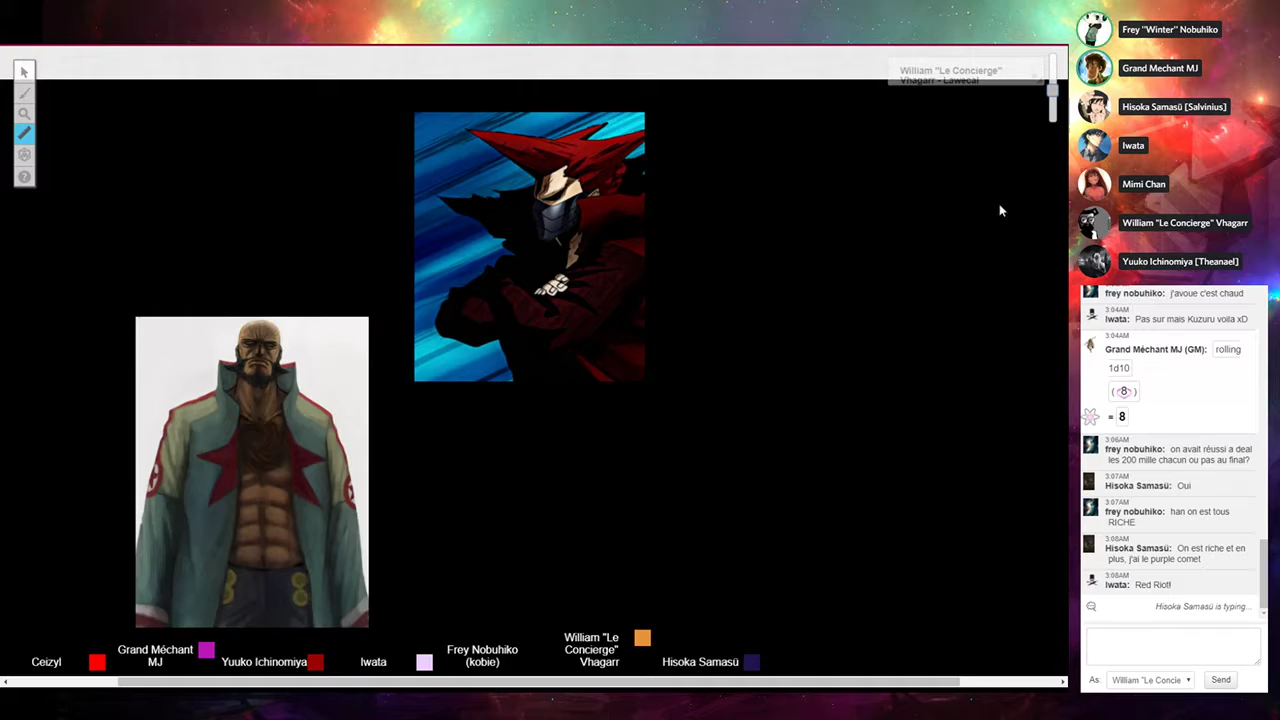 William "Le Concierge"
Vhagarr - Lawecal
Frey "Winter" Nobuhiko
Grand Mechant MJ
Hisoka Samasū [Salvinius]
Iwata
Mimi Chan
William "Le Concierge" Vhagarr
Yuuko Ichinomiya [Theanael]
frey nobuhiko: j'avoue c'est chaud
3:04AM
Iwata: Pas sur mais Kuzuru voila xD
3:04AM
Grand Méchant MJ (GM): rolling
1d10
(8)
= 8
3:06AM
frey nobuhiko: on avait réussi a deal
les 200 mille chacun ou pas au final?
3:07AM
Hisoka Samasü: Oui
3:07AM
frey nobuhiko: han on est tous
RICHE
3:08AM
Hisoka Samasü: On est riche et en
plus, j'ai le purple comet
3:08AM
Iwata: Red Riot!
Hisoka Samasü is typing...
As: William "Le Concie
Send
Ceizyl
Grand Méchant
MJ
Yuuko Ichinomiya
Iwata
Frey Nobuhiko
(kobie)
William "Le
Concierge"
Vhagarr
Hisoka Samasü